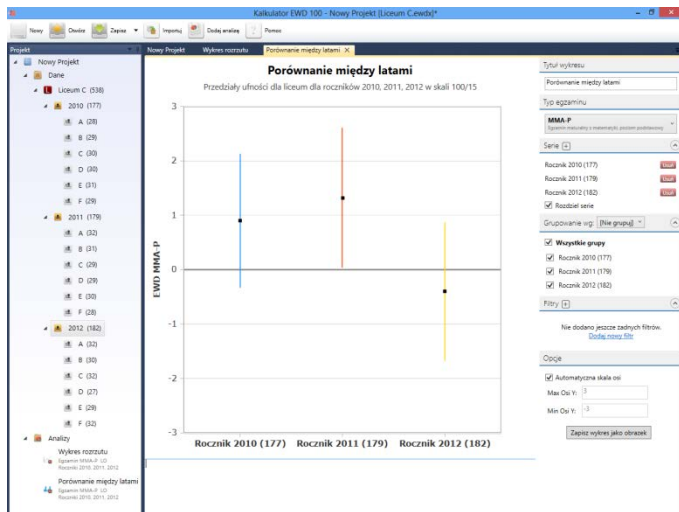 Kalkulator EWD 100 - Nowy Projekt [Liceum C.ewdx]*
Nowy
Otwórz
Zapisz
Importuj
Dodaj analizę
Pomoc
Projekt
Nowy Projekt
Dane
Liceum C (538)
2010 (177)
A (28)
B (29)
C (30)
D (30)
E (31)
F (29)
2011 (179)
A (32)
B (31)
C (29)
D (29)
E (30)
F (28)
2012 (182)
A (32)
B (30)
C (32)
D (27)
E (29)
F (32)
Analizy
Wykres rozrzutu
Egzamin MMA-P LO
Roczniki 2010, 2011, 2012
Porównanie między latami
Egzamin MMA-P LO
Roczniki 2010, 2011, 2012
Nowy Projekt
Wykres rozrzutu
Porównanie między latami
Porównanie między latami
Przedziały ufności dla liceum dla roczników 2010, 2011, 2012 w skali 100/15
EWD MMA-P
3
2
1
0
-1
-2
-3
Rocznik 2010 (177)
Rocznik 2011 (179)
Rocznik 2012 (182)
Tytuł wykresu
Porównanie między latami
Typ egzaminu
MMA-P
Egzamin maturalny z matematyki, poziom podstawowy
Serie
Rocznik 2010 (177) Usuń
Rocznik 2011 (179) Usuń
Rocznik 2012 (182) Usuń
Rozdziel serie
Grupowanie wg: [Nie grupuj]
Wszystkie grupy
Rocznik 2010 (177)
Rocznik 2011 (179)
Rocznik 2012 (182)
Filtry
Nie dodano jeszcze żadnych filtrów.
Dodaj nowy filtr
Opcje
Automatyczna skala osi
Max Osi Y: 3
Min Osi Y: -3
Zapisz wykres jako obrazek